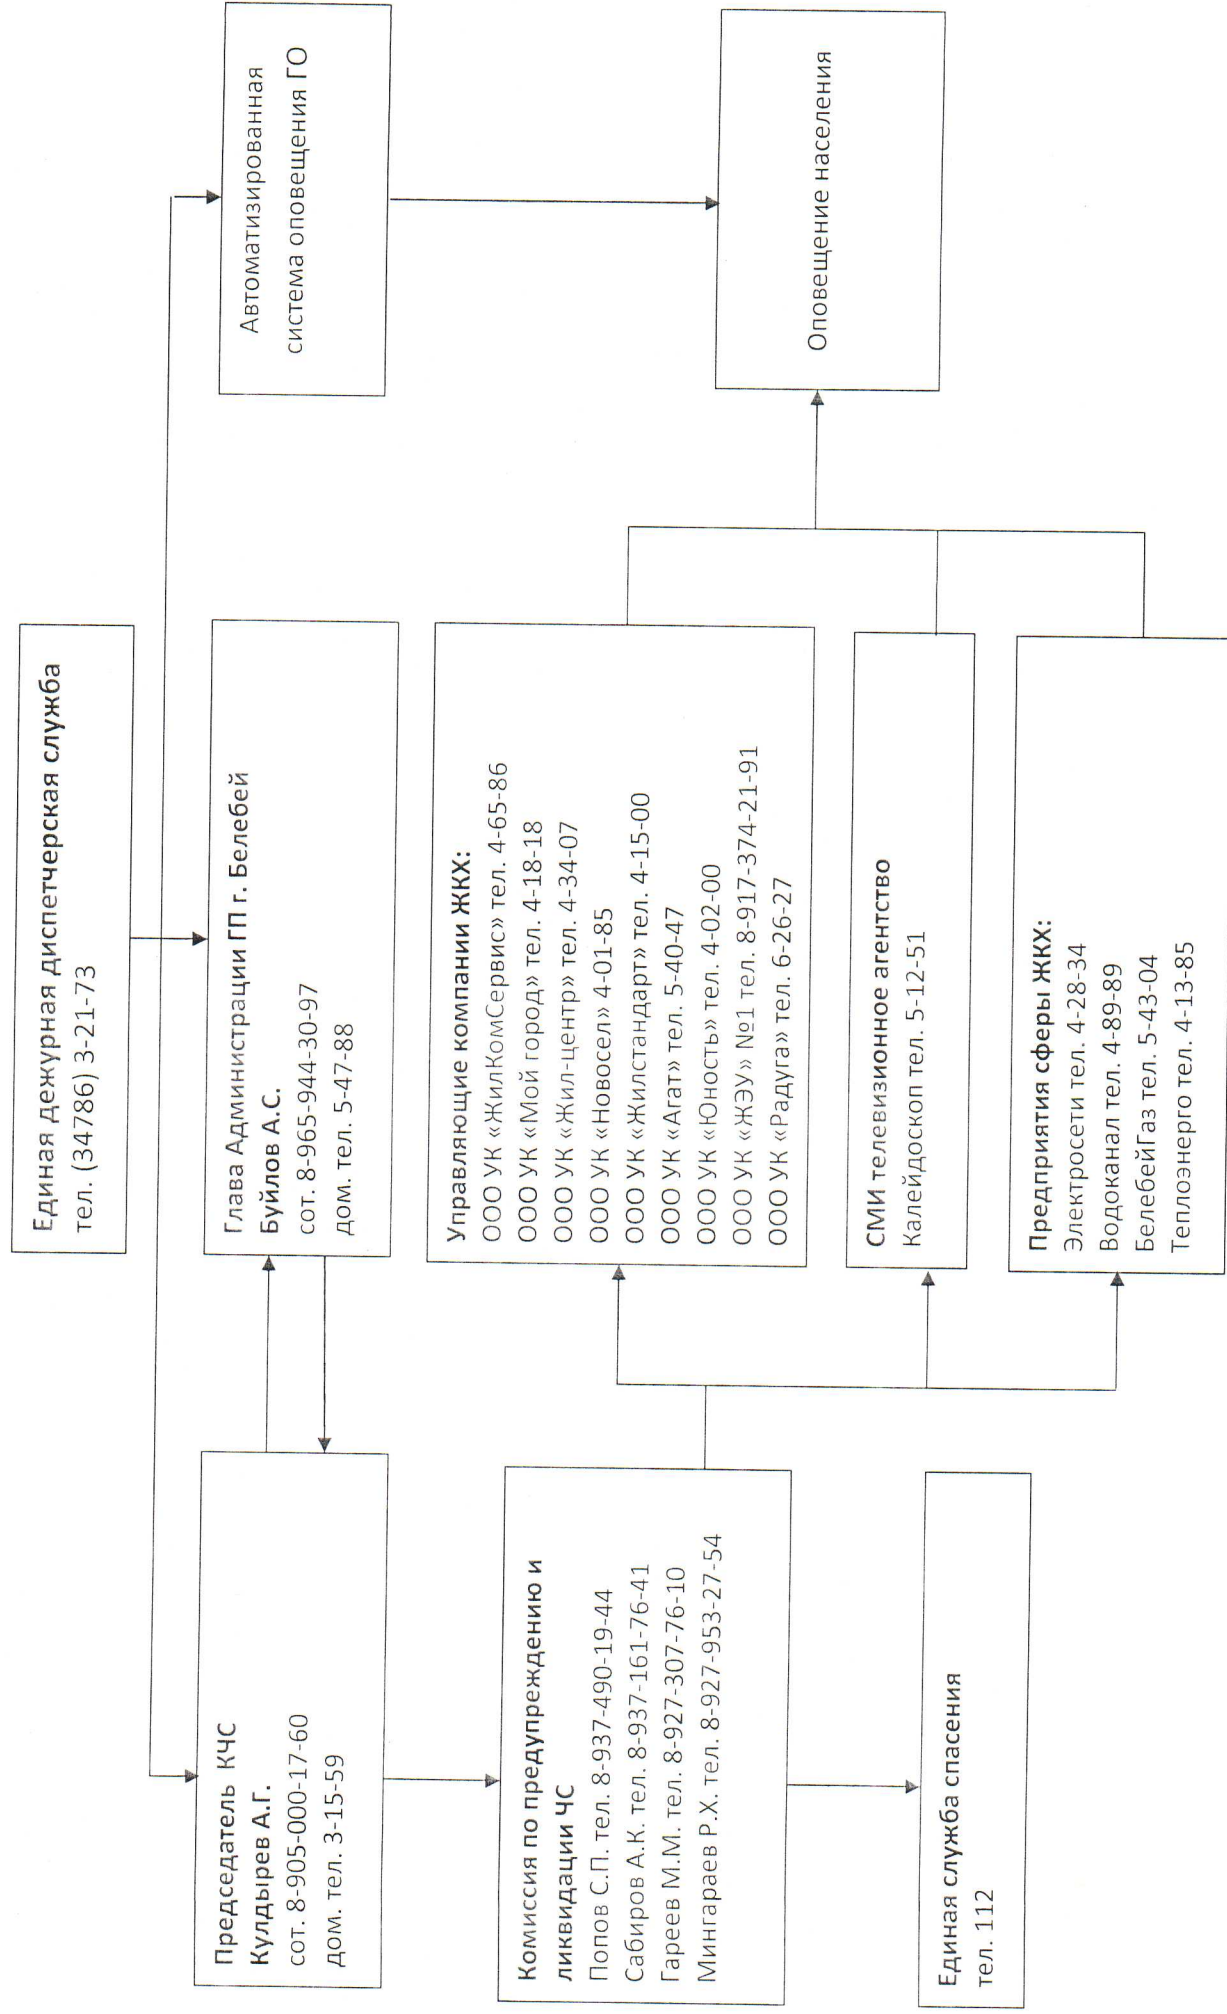 Единая дежурная диспетчерская служба
тел. (34786) 3-21-73
Председатель КЧС
Кулдырев А.Г.
сот. 8-905-000-17-60
дом. тел. 3-15-59
Глава Администрации ГП г. Белебей
Буйлов А.С.
сот. 8-965-944-30-97
дом. тел. 5-47-88
Автоматизированная
система оповещения ГО
Комиссия по предупреждению и
ликвидации ЧС
Попов С.П. тел. 8-937-490-19-44
Сабиров А.К. тел. 8-937-161-76-41
Гареев М.М. тел. 8-927-307-76-10
Мингараев Р.Х. тел. 8-927-953-27-54
Управляющие компании ЖКХ:
ООО УК «ЖилКомСервис» тел. 4-65-86
ООО УК «Мой город» тел. 4-18-18
ООО УК «Жил-центр» тел. 4-34-07
ООО УК «Новосел» 4-01-85
ООО УК «Жилстандарт» тел. 4-15-00
ООО УК «Агат» тел. 5-40-47
ООО УК «Юность» тел. 4-02-00
ООО УК «ЖЭУ» №1 тел. 8-917-374-21-91
ООО УК «Радуга» тел. 6-26-27
Оповещение населения
СМИ телевизионное агентство
Калейдоскоп тел. 5-12-51
Единая служба спасения
тел. 112
Предприятия сферы ЖКХ:
Электросети тел. 4-28-34
Водоканал тел. 4-89-89
БелебейГаз тел. 5-43-04
Теплоэнерго тел. 4-13-85